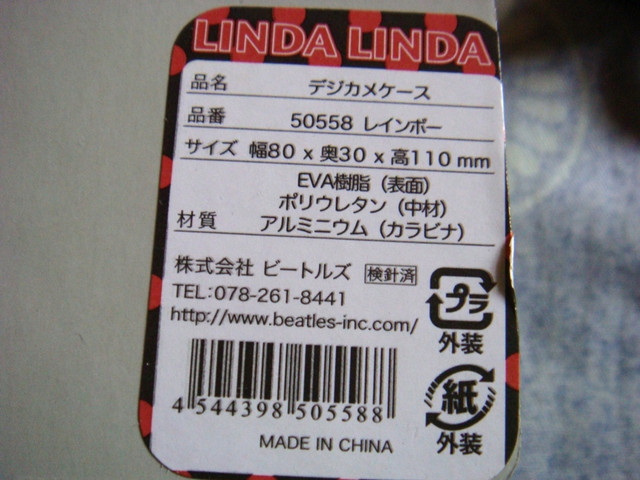 LINDA LINDA
品名 デジカメケース
品番 50558 レインボー
サイズ 幅80 x 奥30 x 高110 mm
EVA樹脂（表面）
ポリウレタン（中材）
材質 アルミニウム（カラビナ）
株式会社 ビートルズ 検針済
TEL:078-261-8441
http://www.beatles-inc.com/
プラ
外装
4 544398 505588
紙
外装
MADE IN CHINA